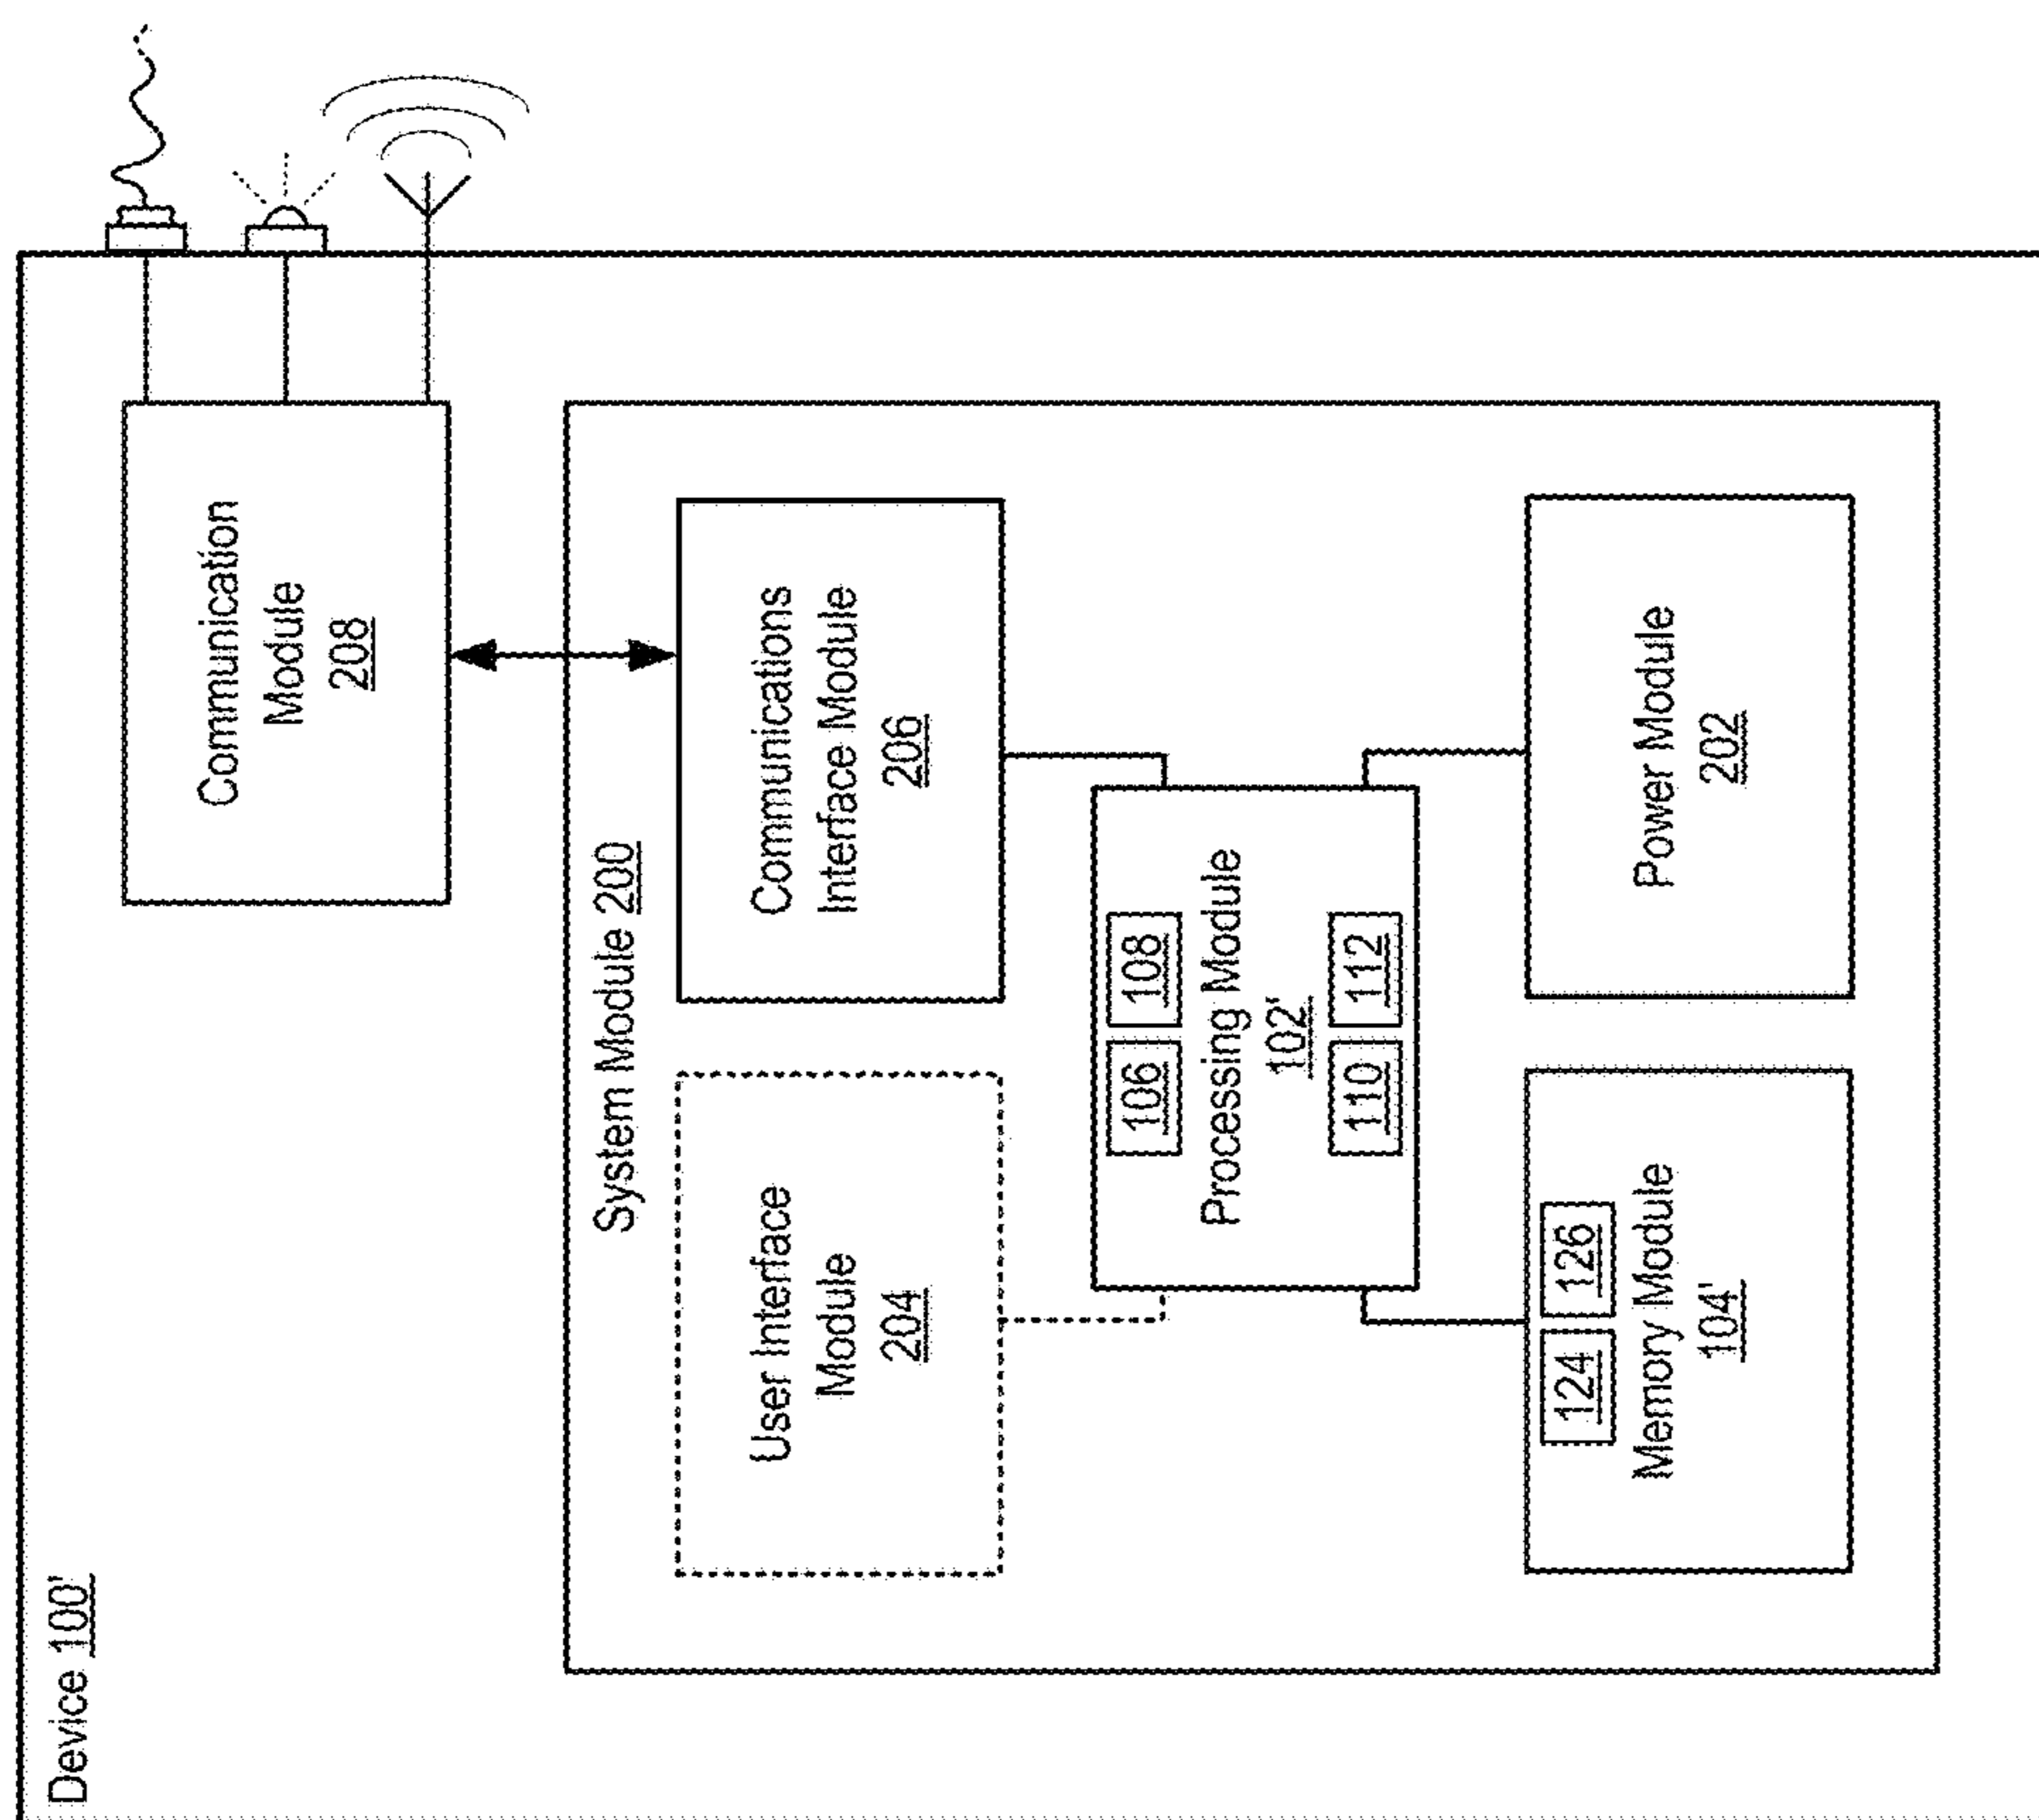 Device 100'
Communication
Module
208
System Module 200
User Interface
Module
204
Communications
Interface Module
206
106 108
Processing Module
102'
110 112
124 126
Memory Module
104'
Power Module
202